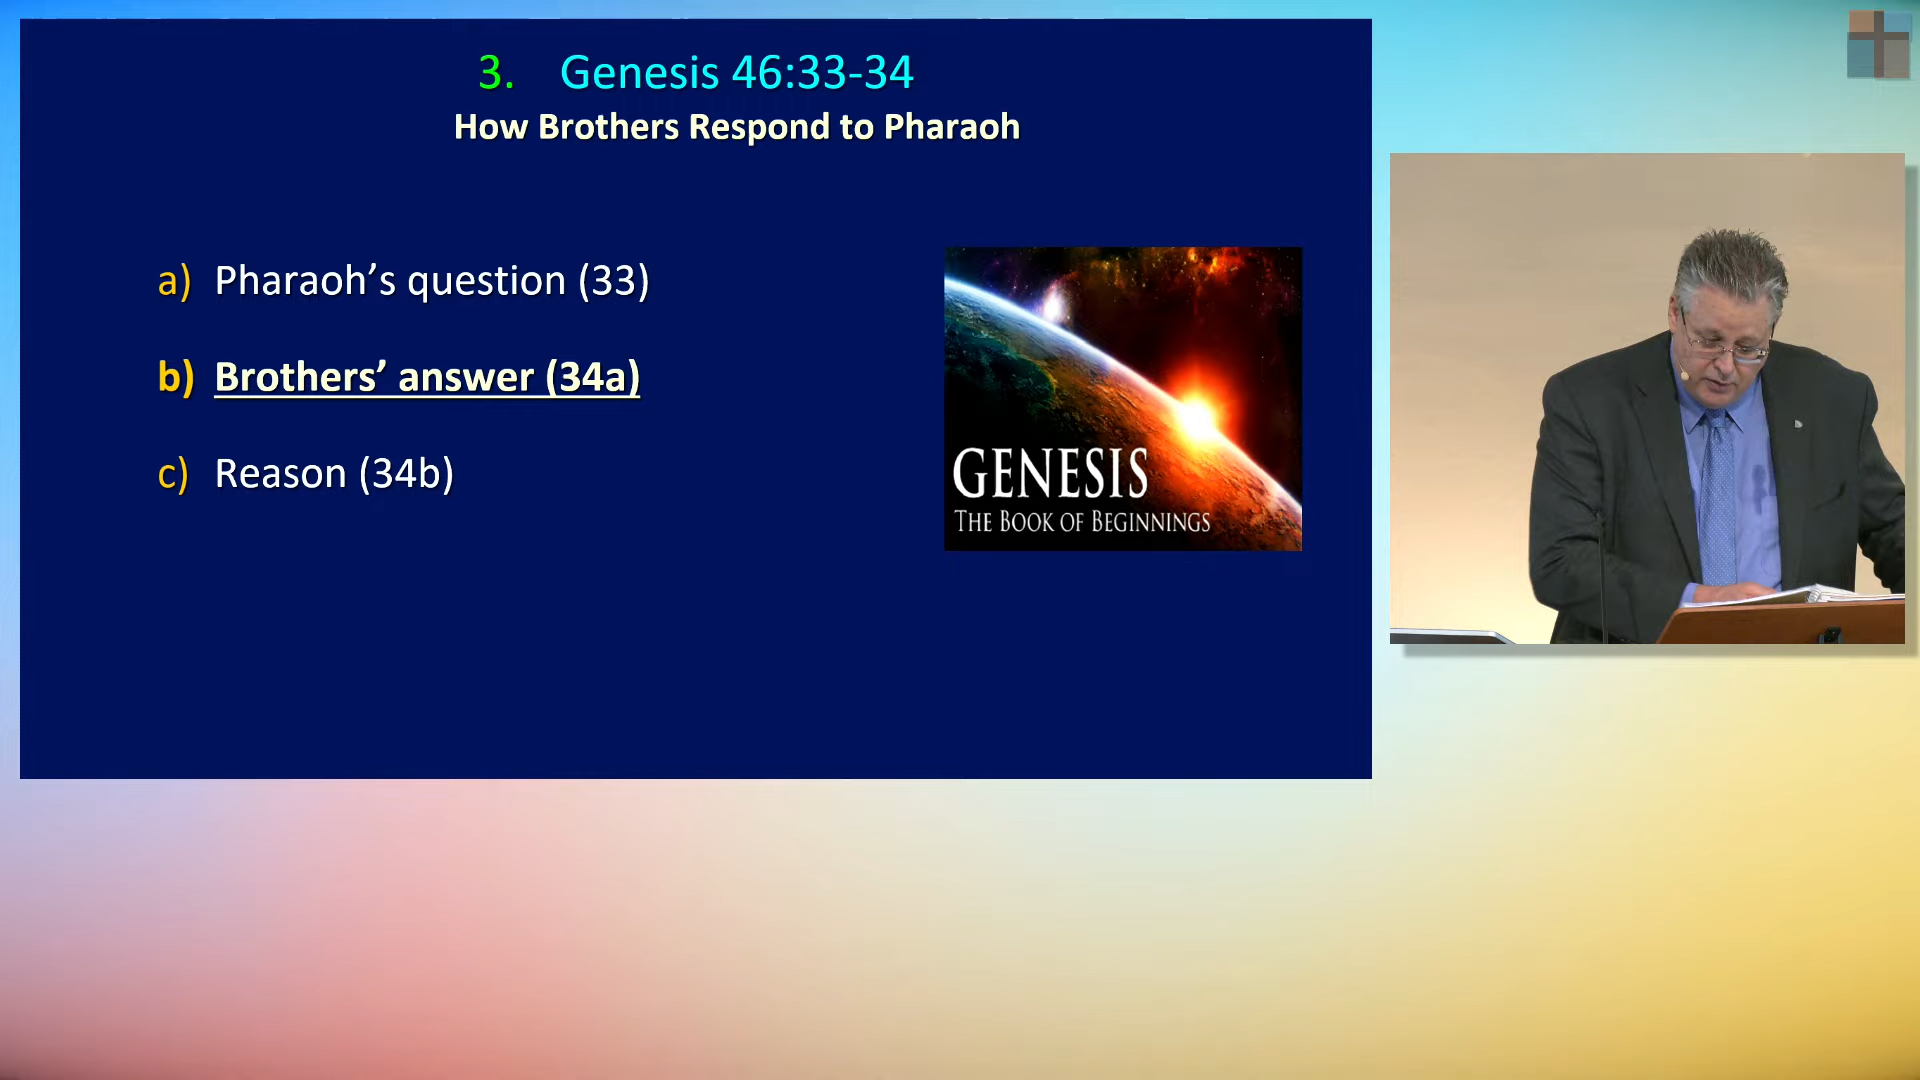 3. Genesis 46:33-34
How Brothers Respond to Pharaoh
a) Pharaoh’s question (33)
b) Brothers’ answer (34a)
c) Reason (34b)
GENESIS
THE BOOK OF BEGINNINGS